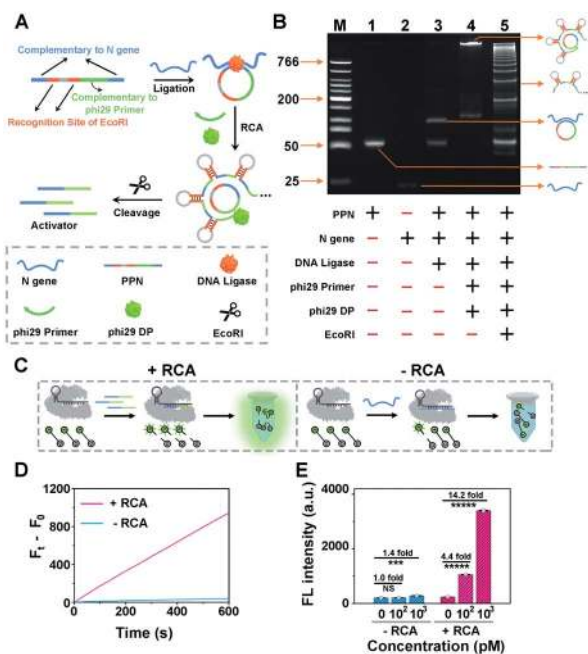 A
Complementary to N gene
Ligation
Complementary to
phi29 Primer
Recognition Site of EcoRI
RCA
...
Cleavage
Activator
N gene
PPN
DNA Ligase
phi29 Primer
phi29 DP
EcoRI
B
M 1 2 3 4 5
766
200
50
25
PPN + − + + +
N gene − + + + +
DNA Ligase − − + + +
phi29 Primer − − − + +
phi29 DP − − − + +
EcoRI − − − − +
C
+ RCA
- RCA
D
+ RCA
- RCA
Ft - F0
1200
800
400
0
0 200 400 600
Time (s)
E
FL intensity (a.u.)
4000
2000
0
14.2 fold
*****
4.4 fold
*****
1.4 fold
***
1.0 fold
NS
0 10² 10³ 0 10² 10³
- RCA + RCA
Concentration (pM)